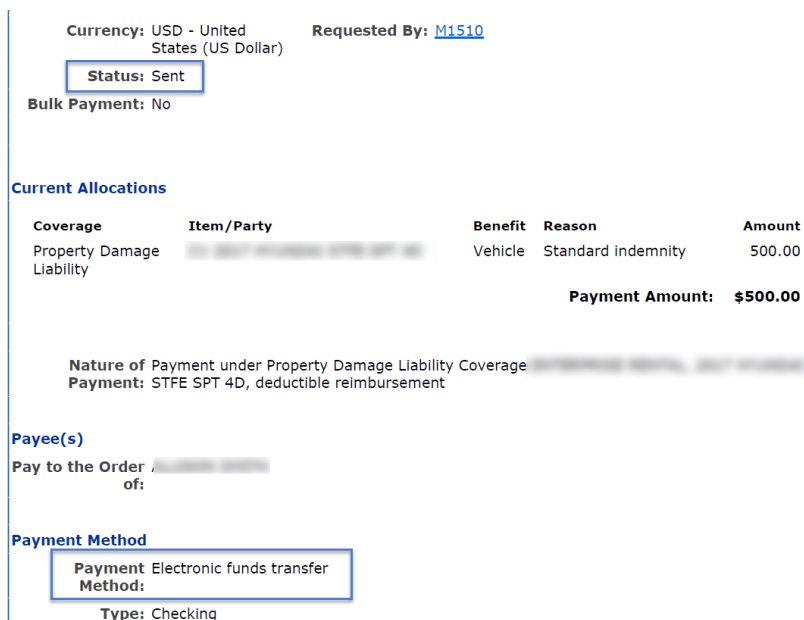 Currency: USD - United Requested By: M1510
States (US Dollar)
Status: Sent
Bulk Payment: No
Current Allocations
Coverage Item/Party Benefit Reason Amount
Property Damage Vehicle Standard indemnity 500.00
Liability
Payment Amount: $500.00
Nature of Payment under Property Damage Liability Coverage
Payment: STFE SPT 4D, deductible reimbursement
Payee(s)
Pay to the Order
of:
Payment Method
Payment Electronic funds transfer
Method:
Type: Checking